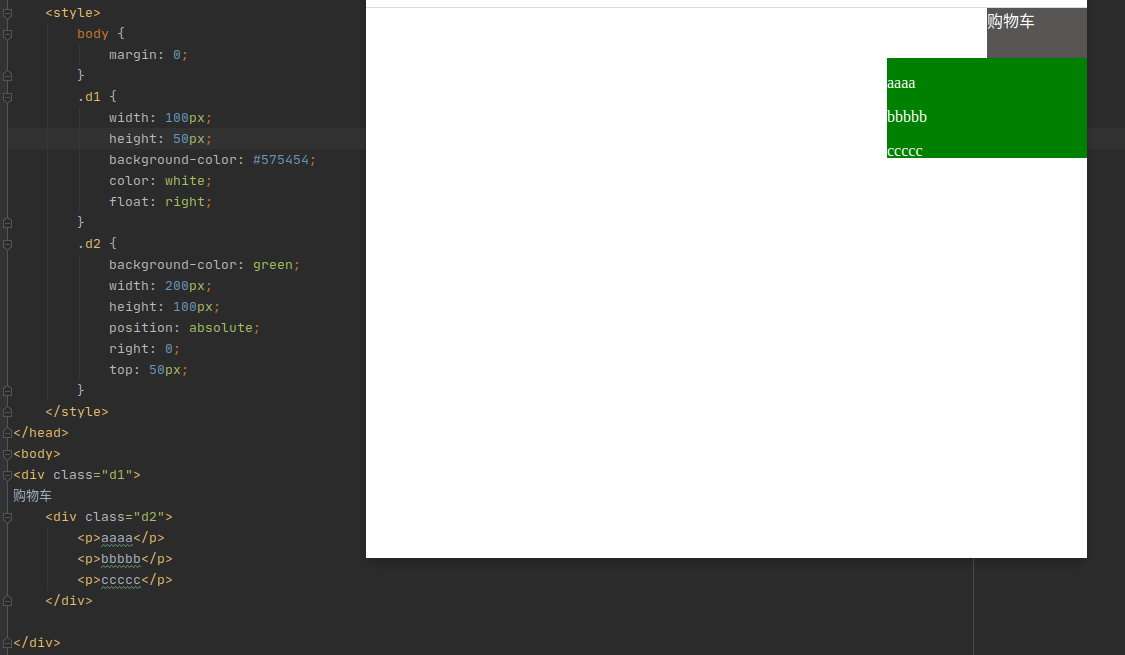 <style>
body {
margin: 0;
}
.d1 {
width: 100px;
height: 50px;
background-color: #575454;
color: white;
float: right;
}
.d2 {
background-color: green;
width: 200px;
height: 100px;
position: absolute;
right: 0;
top: 50px;
}
</style>
</head>
<body>
<div class="d1">
购物车
<div class="d2">
<p>aaaa</p>
<p>bbbbb</p>
<p>ccccc</p>
</div>
</div>
购物车
aaaa
bbbbb
ccccc